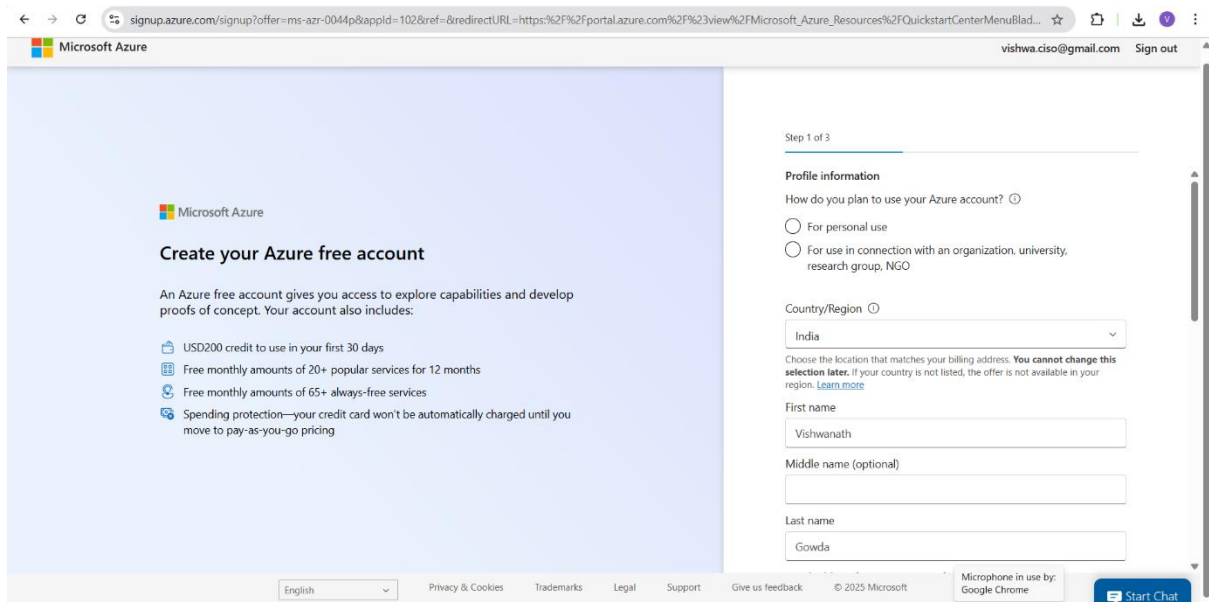 signup.azure.com/signup?offer=ms-azr-0044p&appId=102&ref=&redirectURL=https:%2F%2Fportal.azure.com%2F%23view%2FMicrosoft_Azure_Resources%2FQuickstartCenterMenuBlad...
V
Microsoft Azure
vishwa.ciso@gmail.com Sign out
Microsoft Azure
Create your Azure free account
An Azure free account gives you access to explore capabilities and develop
proofs of concept. Your account also includes:
USD200 credit to use in your first 30 days
Free monthly amounts of 20+ popular services for 12 months
Free monthly amounts of 65+ always-free services
Spending protection—your credit card won't be automatically charged until you
move to pay-as-you-go pricing
Step 1 of 3
Profile information
How do you plan to use your Azure account?
For personal use
For use in connection with an organization, university,
research group, NGO
Country/Region
India
Choose the location that matches your billing address. You cannot change this
selection later. If your country is not listed, the offer is not available in your
region. Learn more
First name
Vishwanath
Middle name (optional)
Last name
Gowda
English
Privacy & Cookies Trademarks Legal Support Give us feedback © 2025 Microsoft
Microphone in use by:
Google Chrome
Start Chat